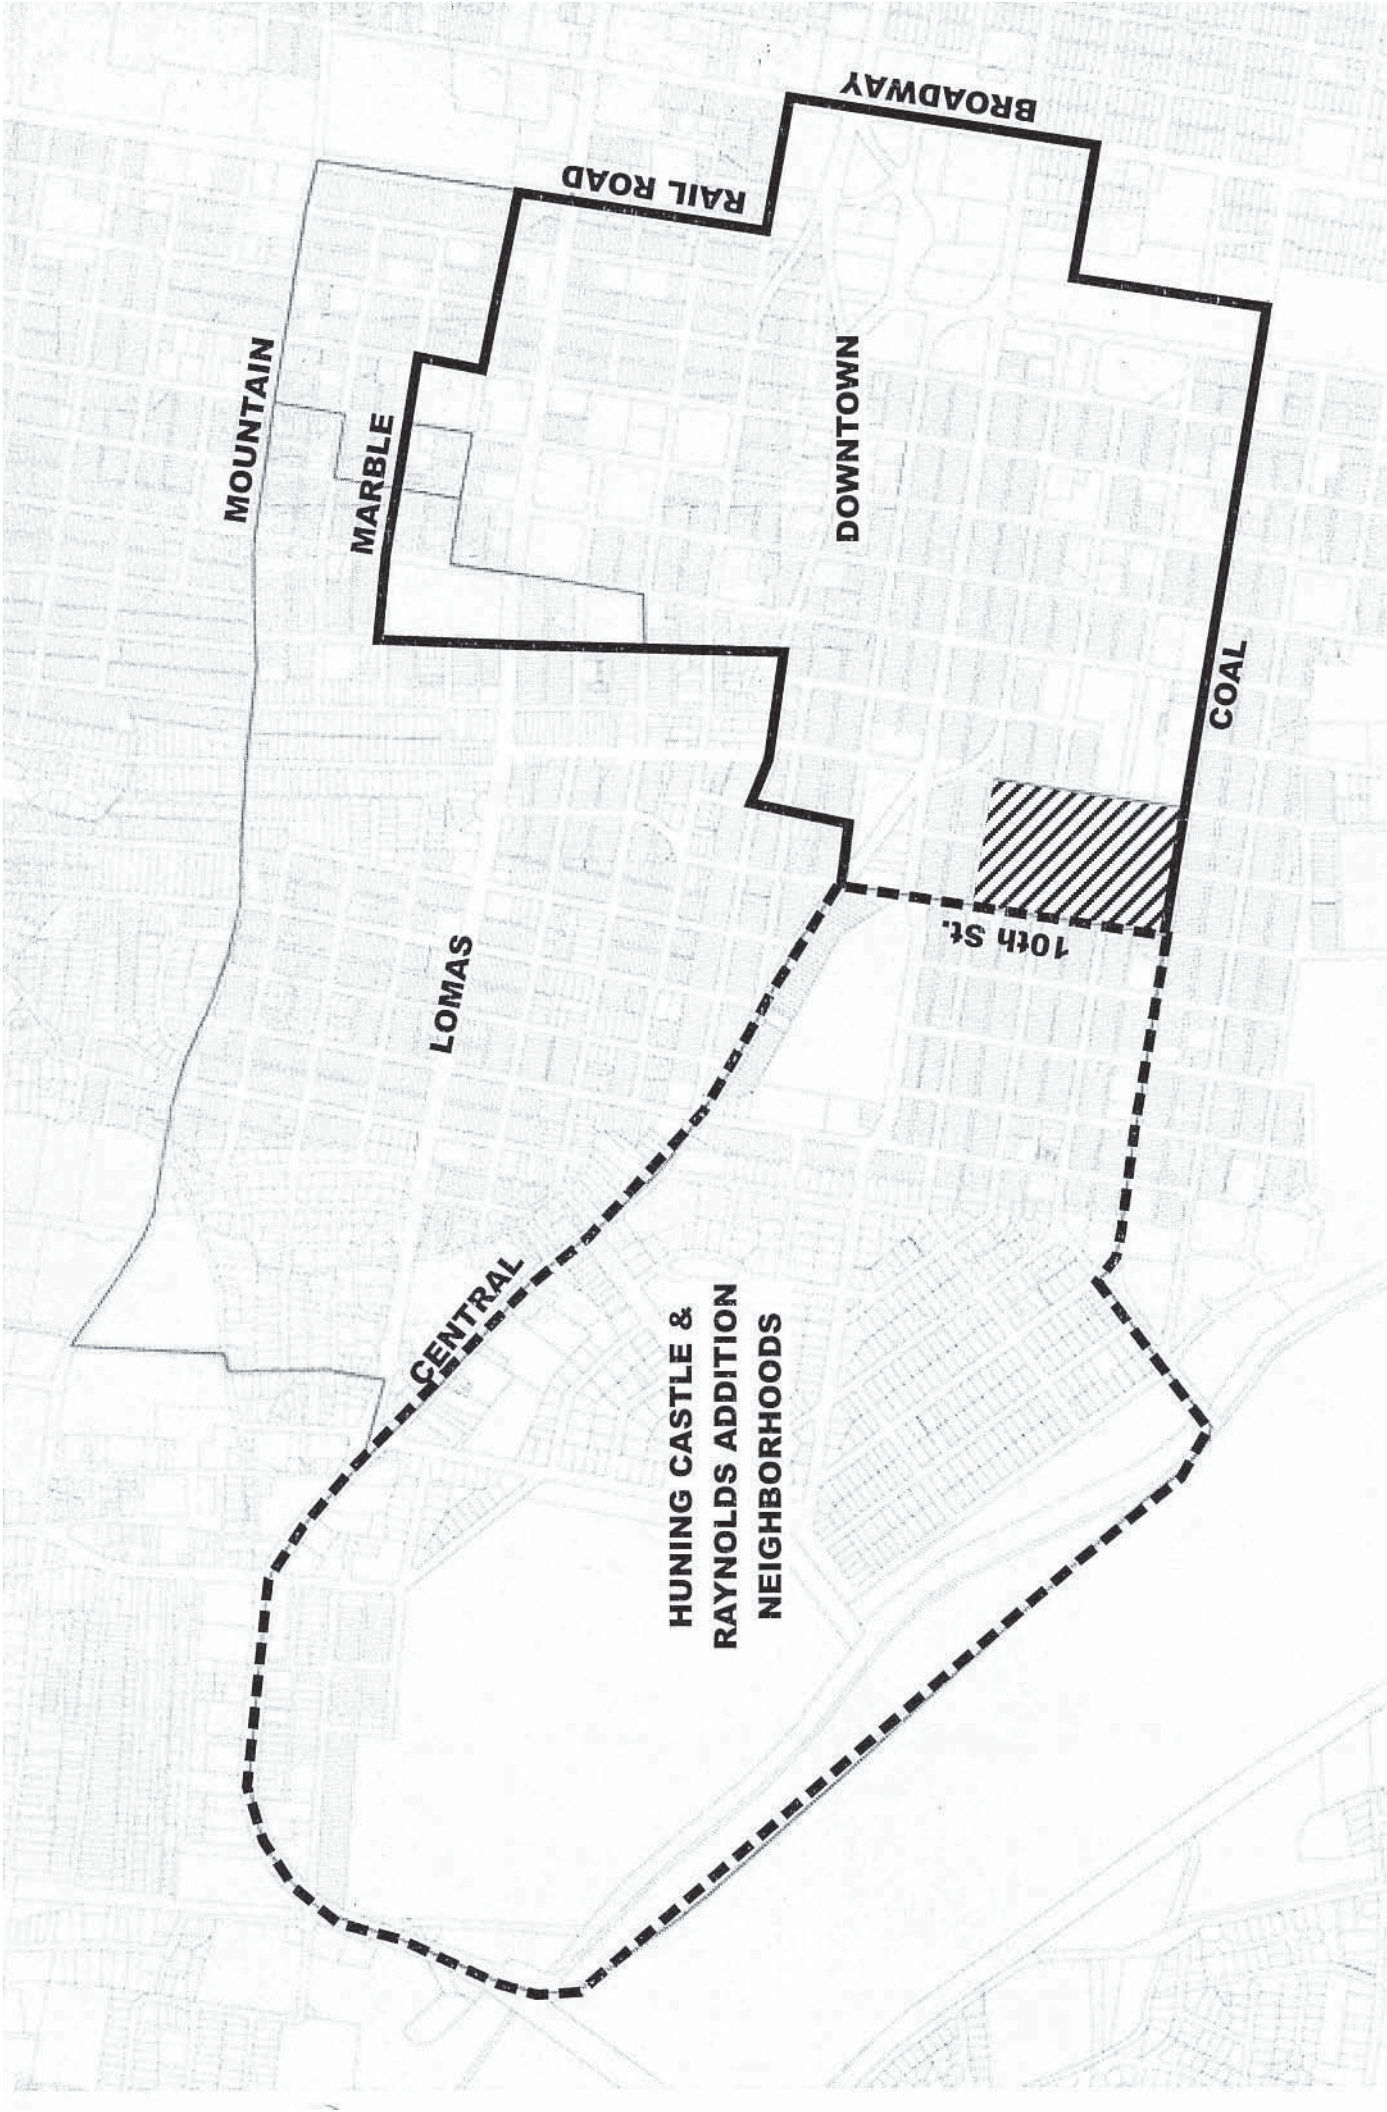 BROADWAY
RAIL ROAD
MOUNTAIN
MARBLE
DOWNTOWN
COAL
10th St.
LOMAS
CENTRAL
HUNING CASTLE &
RAYNOLDS ADDITION
NEIGHBORHOODS